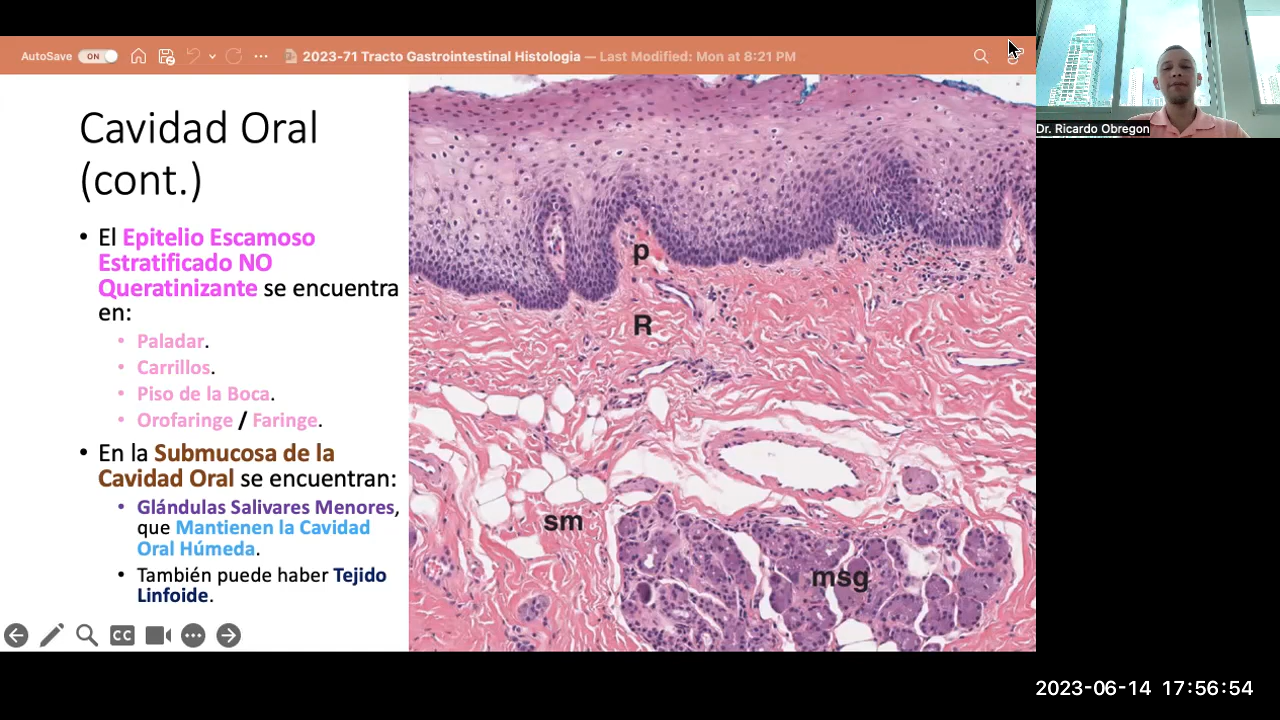 AutoSave ON ... 2023-71 Tracto Gastrointestinal Histologia — Last Modified: Mon at 8:21 PM
Dr. Ricardo Obregon
Cavidad Oral
(cont.)
• El Epitelio Escamoso
Estratificado NO
Queratinizante se encuentra
en:
• Paladar.
• Carrillos.
• Piso de la Boca.
• Orofaringe / Faringe.
• En la Submucosa de la
Cavidad Oral se encuentran:
• Glándulas Salivares Menores,
que Mantienen la Cavidad
Oral Húmeda.
• También puede haber Tejido
Linfoide.
p
R
sm
msg
CC
2023-06-14 17:56:54